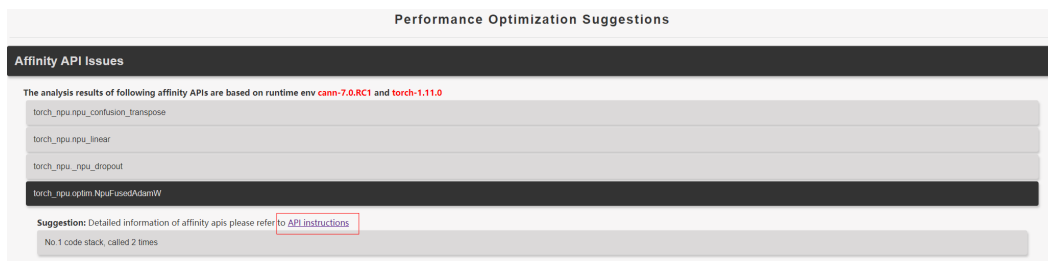 Performance Optimization Suggestions
Affinity API Issues
The analysis results of following affinity APIs are based on runtime env cann-7.0.RC1 and torch-1.11.0
torch_npu.npu_confusion_transpose
torch_npu.npu_linear
torch_npu._npu_dropout
torch_npu.optim.NpuFusedAdamW
Suggestion: Detailed information of affinity apis please refer to API instructions
No.1 code stack, called 2 times